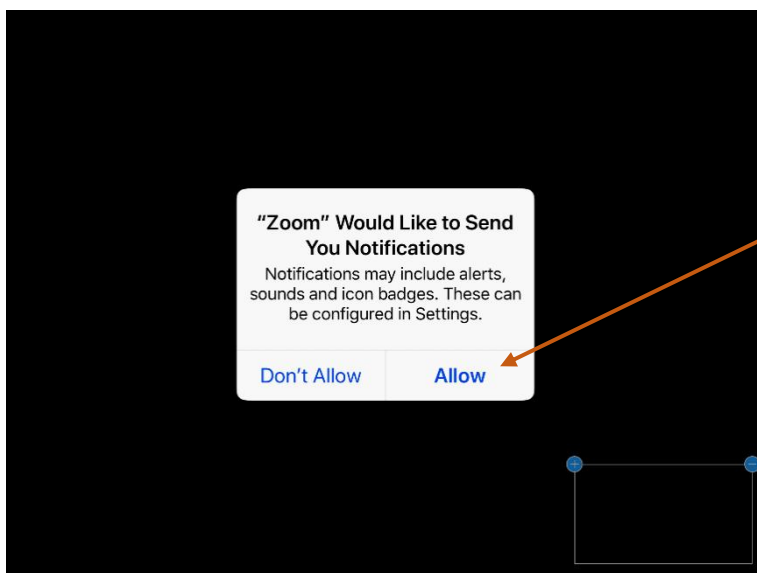 “Zoom” Would Like to Send
You Notifications
Notifications may include alerts,
sounds and icon badges. These can
be configured in Settings.
Don’t Allow
Allow